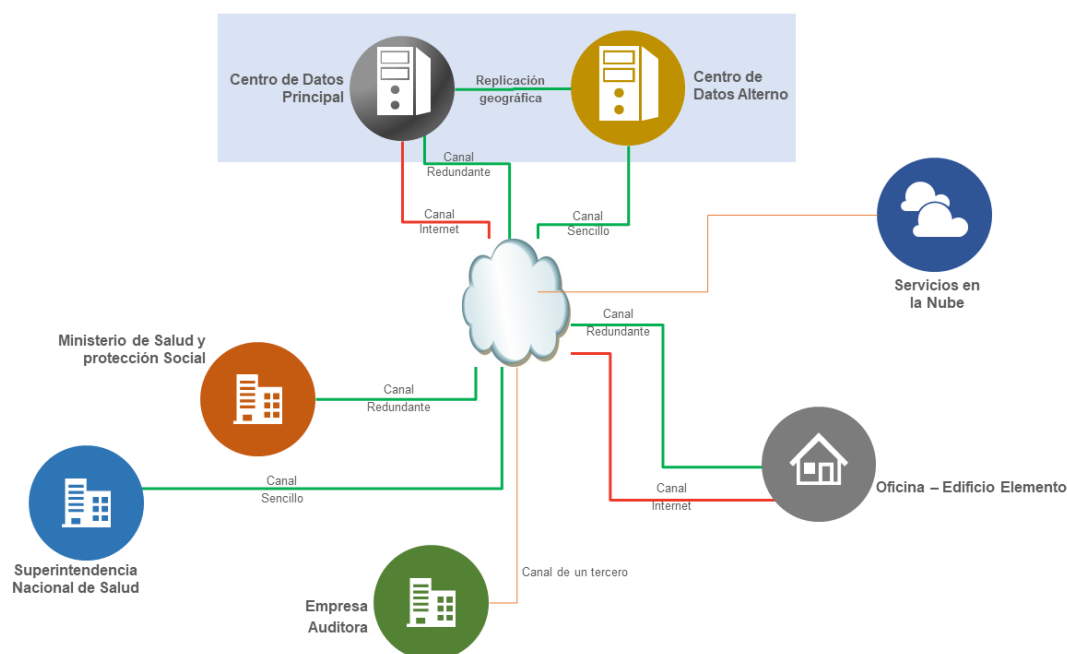 Centro de Datos
Principal
Replicación
geográfica
Centro de
Datos Alterno
Canal
Redundante
Canal
Internet
Canal
Sencillo
Servicios en
la Nube
Canal
Redundante
Ministerio de Salud y
protección Social
Canal
Redundante
Canal
Sencillo
Canal
Internet
Oficina – Edificio Elemento
Superintendencia
Nacional de Salud
Canal de un tercero
Empresa
Auditora